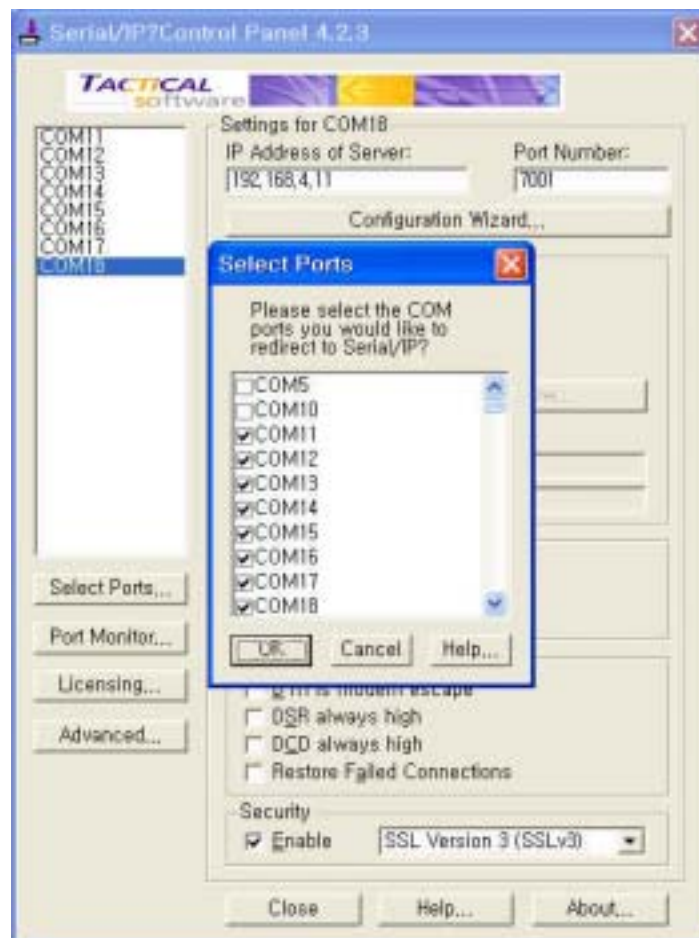 Serial/IP?Control Panel 4.2.3
TACTICAL
software
COM11
COM12
COM13
COM14
COM15
COM16
COM17
COM18
Settings for COM18
IP Address of Server:
Port Number:
192,168,4,11
7001
Configuration Wizard...
Select Ports
Please select the COM
ports you would like to
redirect to Serial/IP?
COM5
COM10
COM11
COM12
COM13
COM14
COM15
COM16
COM17
COM18
OK
Cancel
Help...
Select Ports...
Port Monitor...
Licensing...
Advanced...
DTR is modem escape
DSR always high
DCD always high
Restore Failed Connections
Security
Enable
SSL Version 3 (SSLv3)
Close
Help...
About...